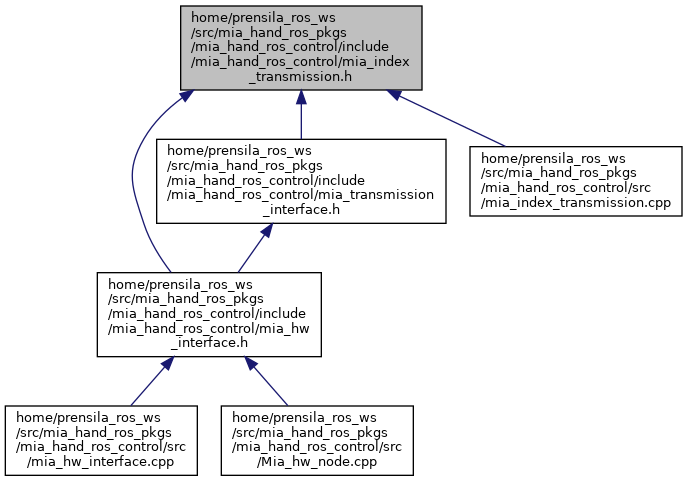 home/prensila_ros_ws
/src/mia_hand_ros_pkgs
/mia_hand_ros_control/include
/mia_hand_ros_control/mia_index
_transmission.h
home/prensila_ros_ws
/src/mia_hand_ros_pkgs
/mia_hand_ros_control/include
/mia_hand_ros_control/mia_transmission
_interface.h
home/prensila_ros_ws
/src/mia_hand_ros_pkgs
/mia_hand_ros_control/src
/mia_index_transmission.cpp
home/prensila_ros_ws
/src/mia_hand_ros_pkgs
/mia_hand_ros_control/include
/mia_hand_ros_control/mia_hw
_interface.h
home/prensila_ros_ws
/src/mia_hand_ros_pkgs
/mia_hand_ros_control/src
/mia_hw_interface.cpp
home/prensila_ros_ws
/src/mia_hand_ros_pkgs
/mia_hand_ros_control/src
/Mia_hw_node.cpp